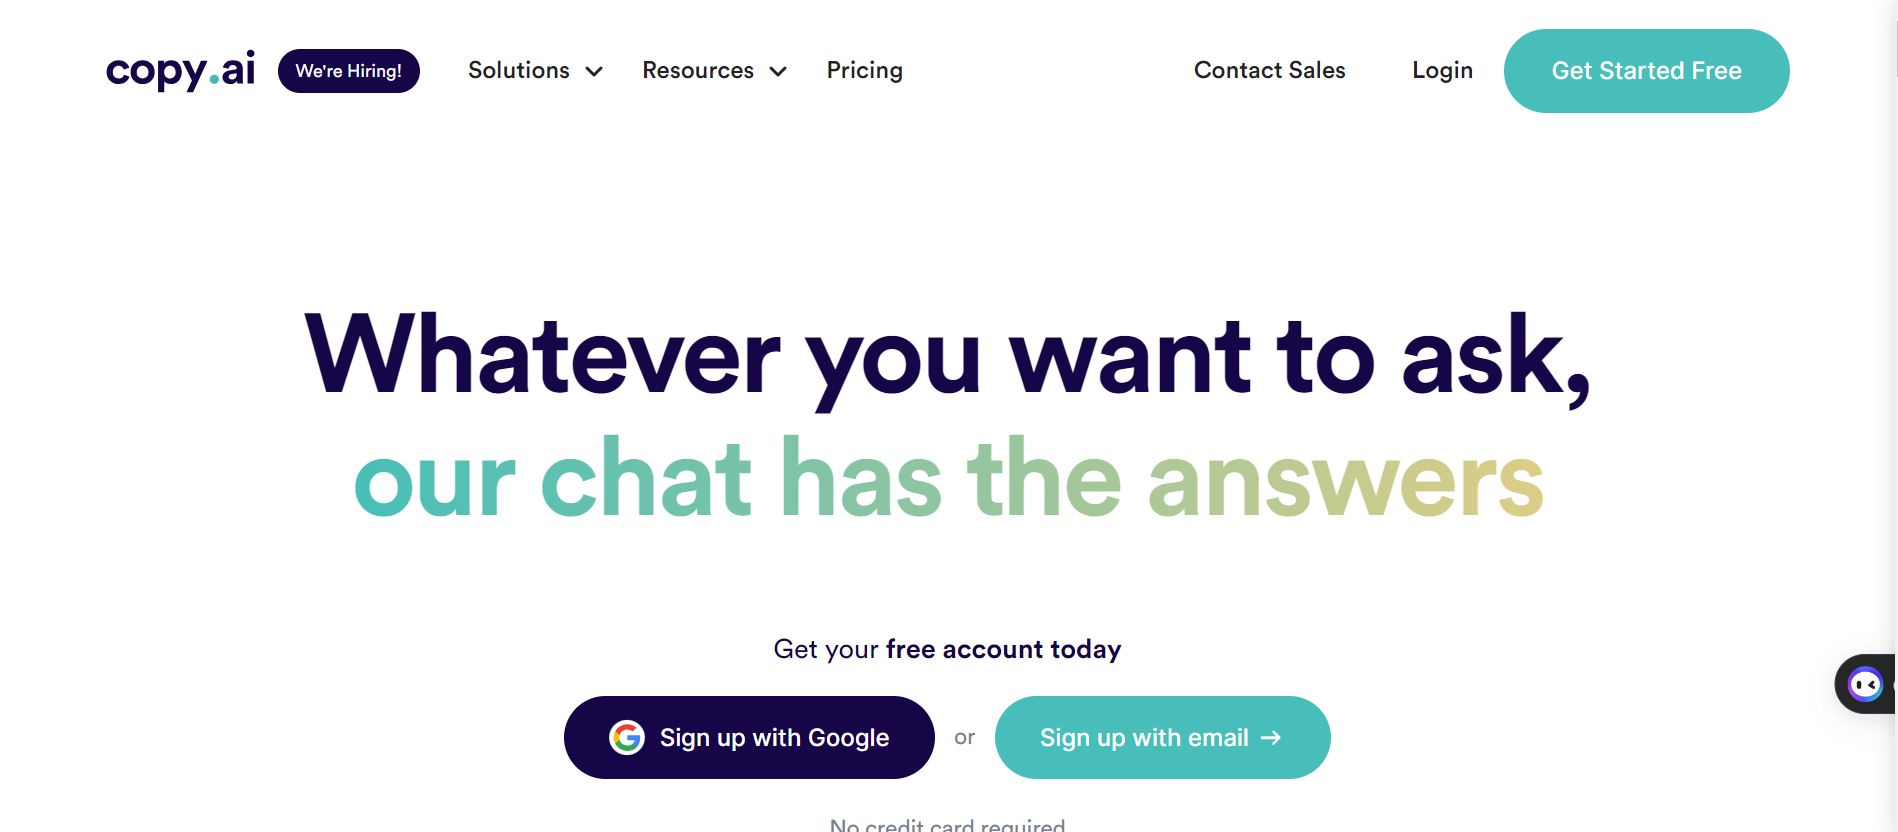 copy.ai
We're Hiring!
Solutions
Resources
Pricing
Contact Sales
Login
Get Started Free
Whatever you want to ask,
our chat has the answers
Get your free account today
Sign up with Google
or
Sign up with email →
No credit card required